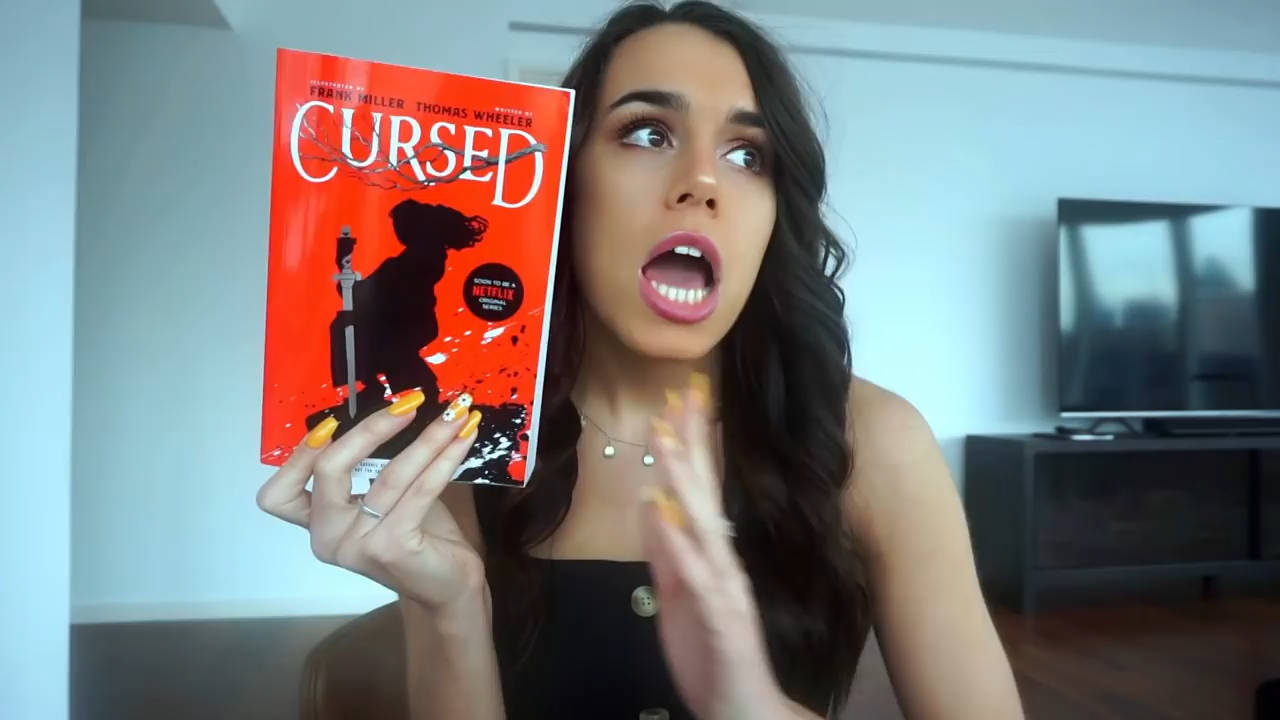 ILLUSTRATED BY
FRANK MILLER
WRITTEN BY
THOMAS WHEELER
CURSED
SOON TO BE A
NETFLIX
ORIGINAL
SERIES